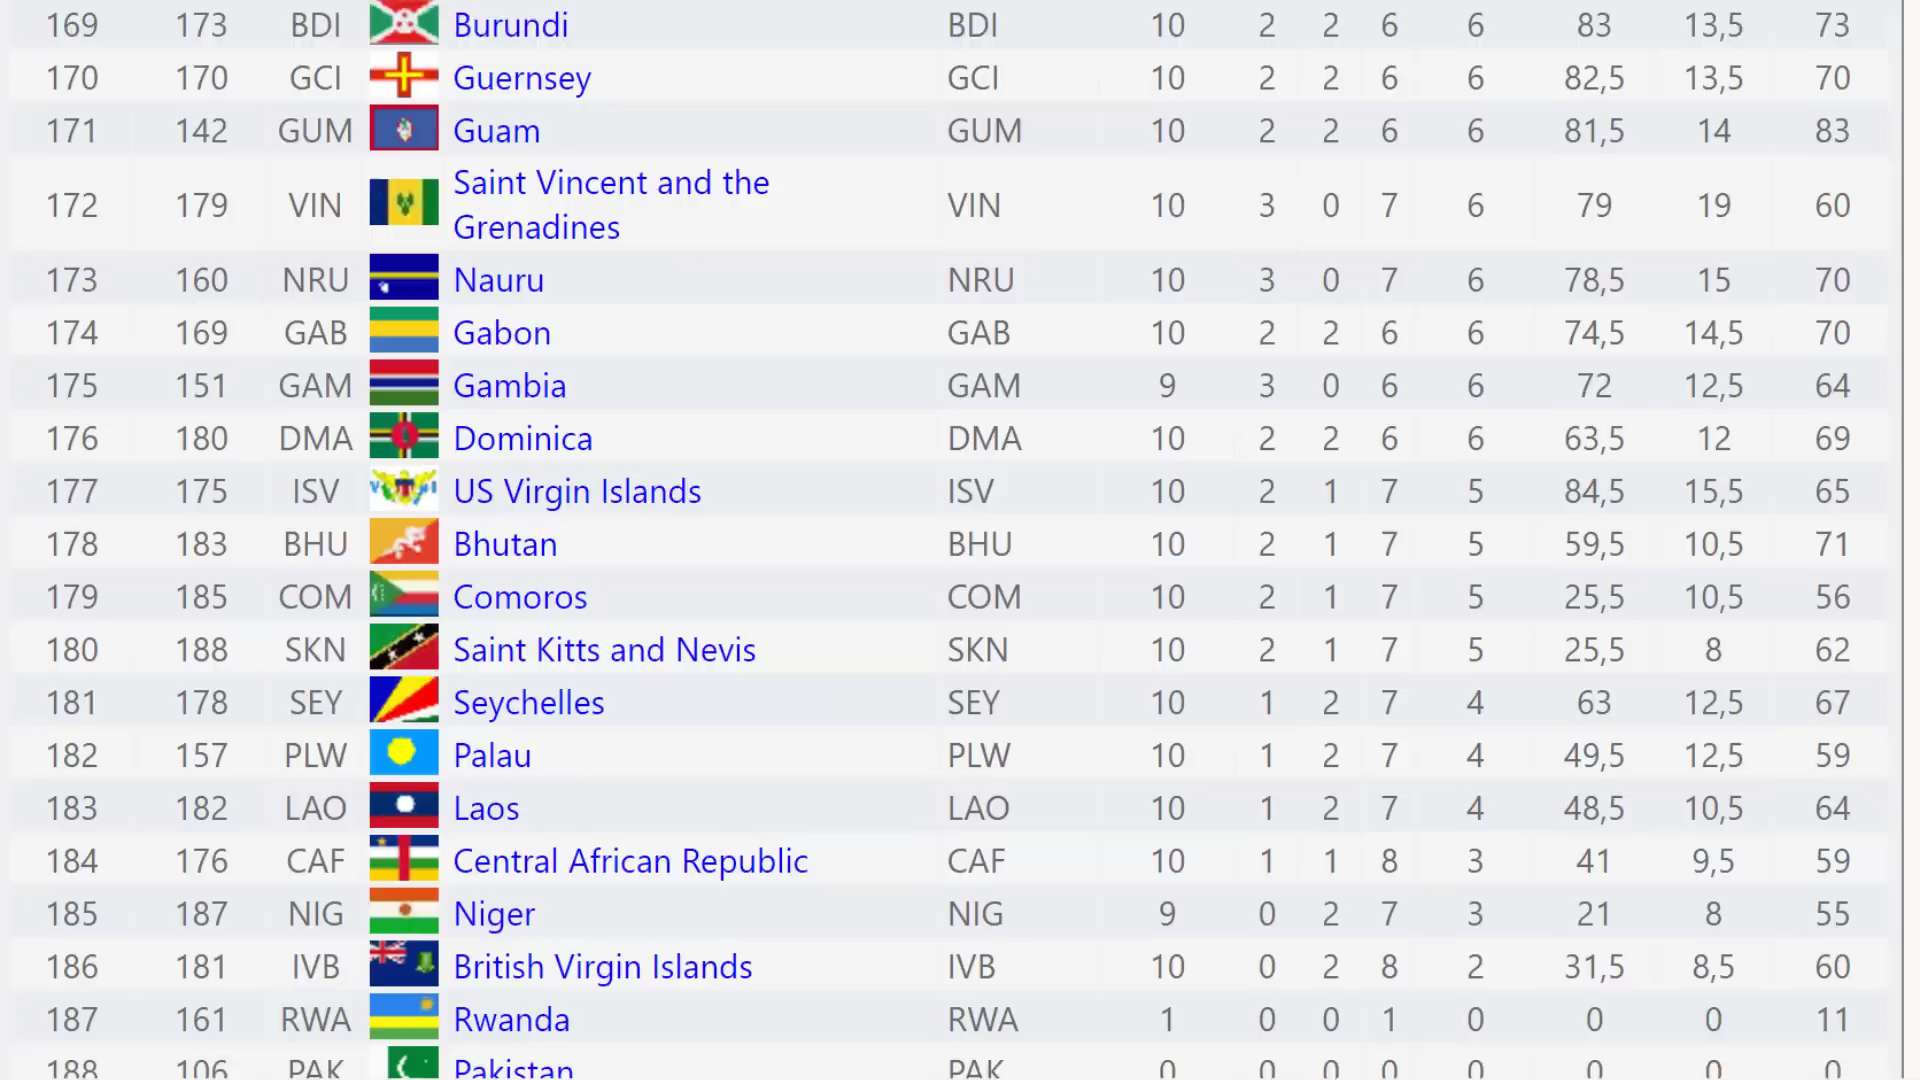 169 173 BDI Burundi BDI 10 2 2 6 6 83 13,5 73
170 170 GCI Guernsey GCI 10 2 2 6 6 82,5 13,5 70
171 142 GUM Guam GUM 10 2 2 6 6 81,5 14 83
172 179 VIN Saint Vincent and the
Grenadines VIN 10 3 0 7 6 79 19 60
173 160 NRU Nauru NRU 10 3 0 7 6 78,5 15 70
174 169 GAB Gabon GAB 10 2 2 6 6 74,5 14,5 70
175 151 GAM Gambia GAM 9 3 0 6 6 72 12,5 64
176 180 DMA Dominica DMA 10 2 2 6 6 63,5 12 69
177 175 ISV US Virgin Islands ISV 10 2 1 7 5 84,5 15,5 65
178 183 BHU Bhutan BHU 10 2 1 7 5 59,5 10,5 71
179 185 COM Comoros COM 10 2 1 7 5 25,5 10,5 56
180 188 SKN Saint Kitts and Nevis SKN 10 2 1 7 5 25,5 8 62
181 178 SEY Seychelles SEY 10 1 2 7 4 63 12,5 67
182 157 PLW Palau PLW 10 1 2 7 4 49,5 12,5 59
183 182 LAO Laos LAO 10 1 2 7 4 48,5 10,5 64
184 176 CAF Central African Republic CAF 10 1 1 8 3 41 9,5 59
185 187 NIG Niger NIG 9 0 2 7 3 21 8 55
186 181 IVB British Virgin Islands IVB 10 0 2 8 2 31,5 8,5 60
187 161 RWA Rwanda RWA 1 0 0 1 0 0 0 11
188 106 PAK Pakistan PAK 0 0 0 0 0 0 0 0